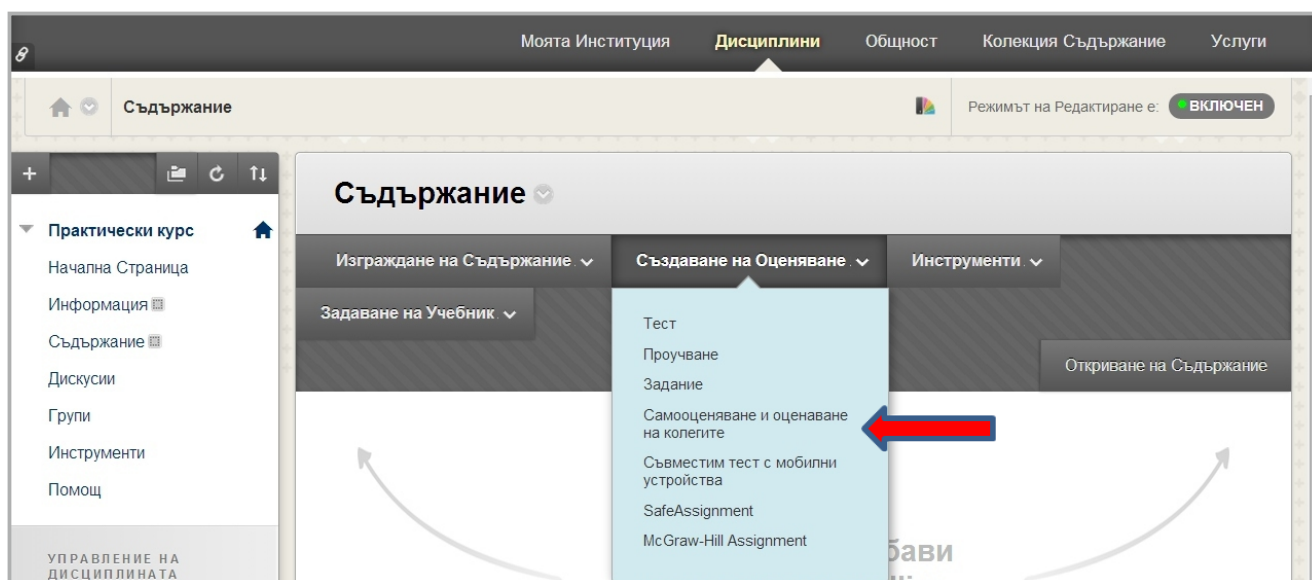 Моята Институция Дисциплини Общност Колекция Съдържание Услуги
Съдържание Режимът на Редактиране е: ВКЛЮЧЕН
Съдържание
Практически курс
Начална Страница
Информация
Съдържание
Дискусии
Групи
Инструменти
Помощ
УПРАВЛЕНИЕ НА
ДИСЦИПЛИНАТА
Изграждане на Съдържание Създаване на Оценяване Инструменти
Задаване на Учебник
Откриване на Съдържание
Тест
Проучване
Задание
Самооценяване и оценаване
на колегите
Съвместим тест с мобилни
устройства
SafeAssignment
McGraw-Hill Assignment